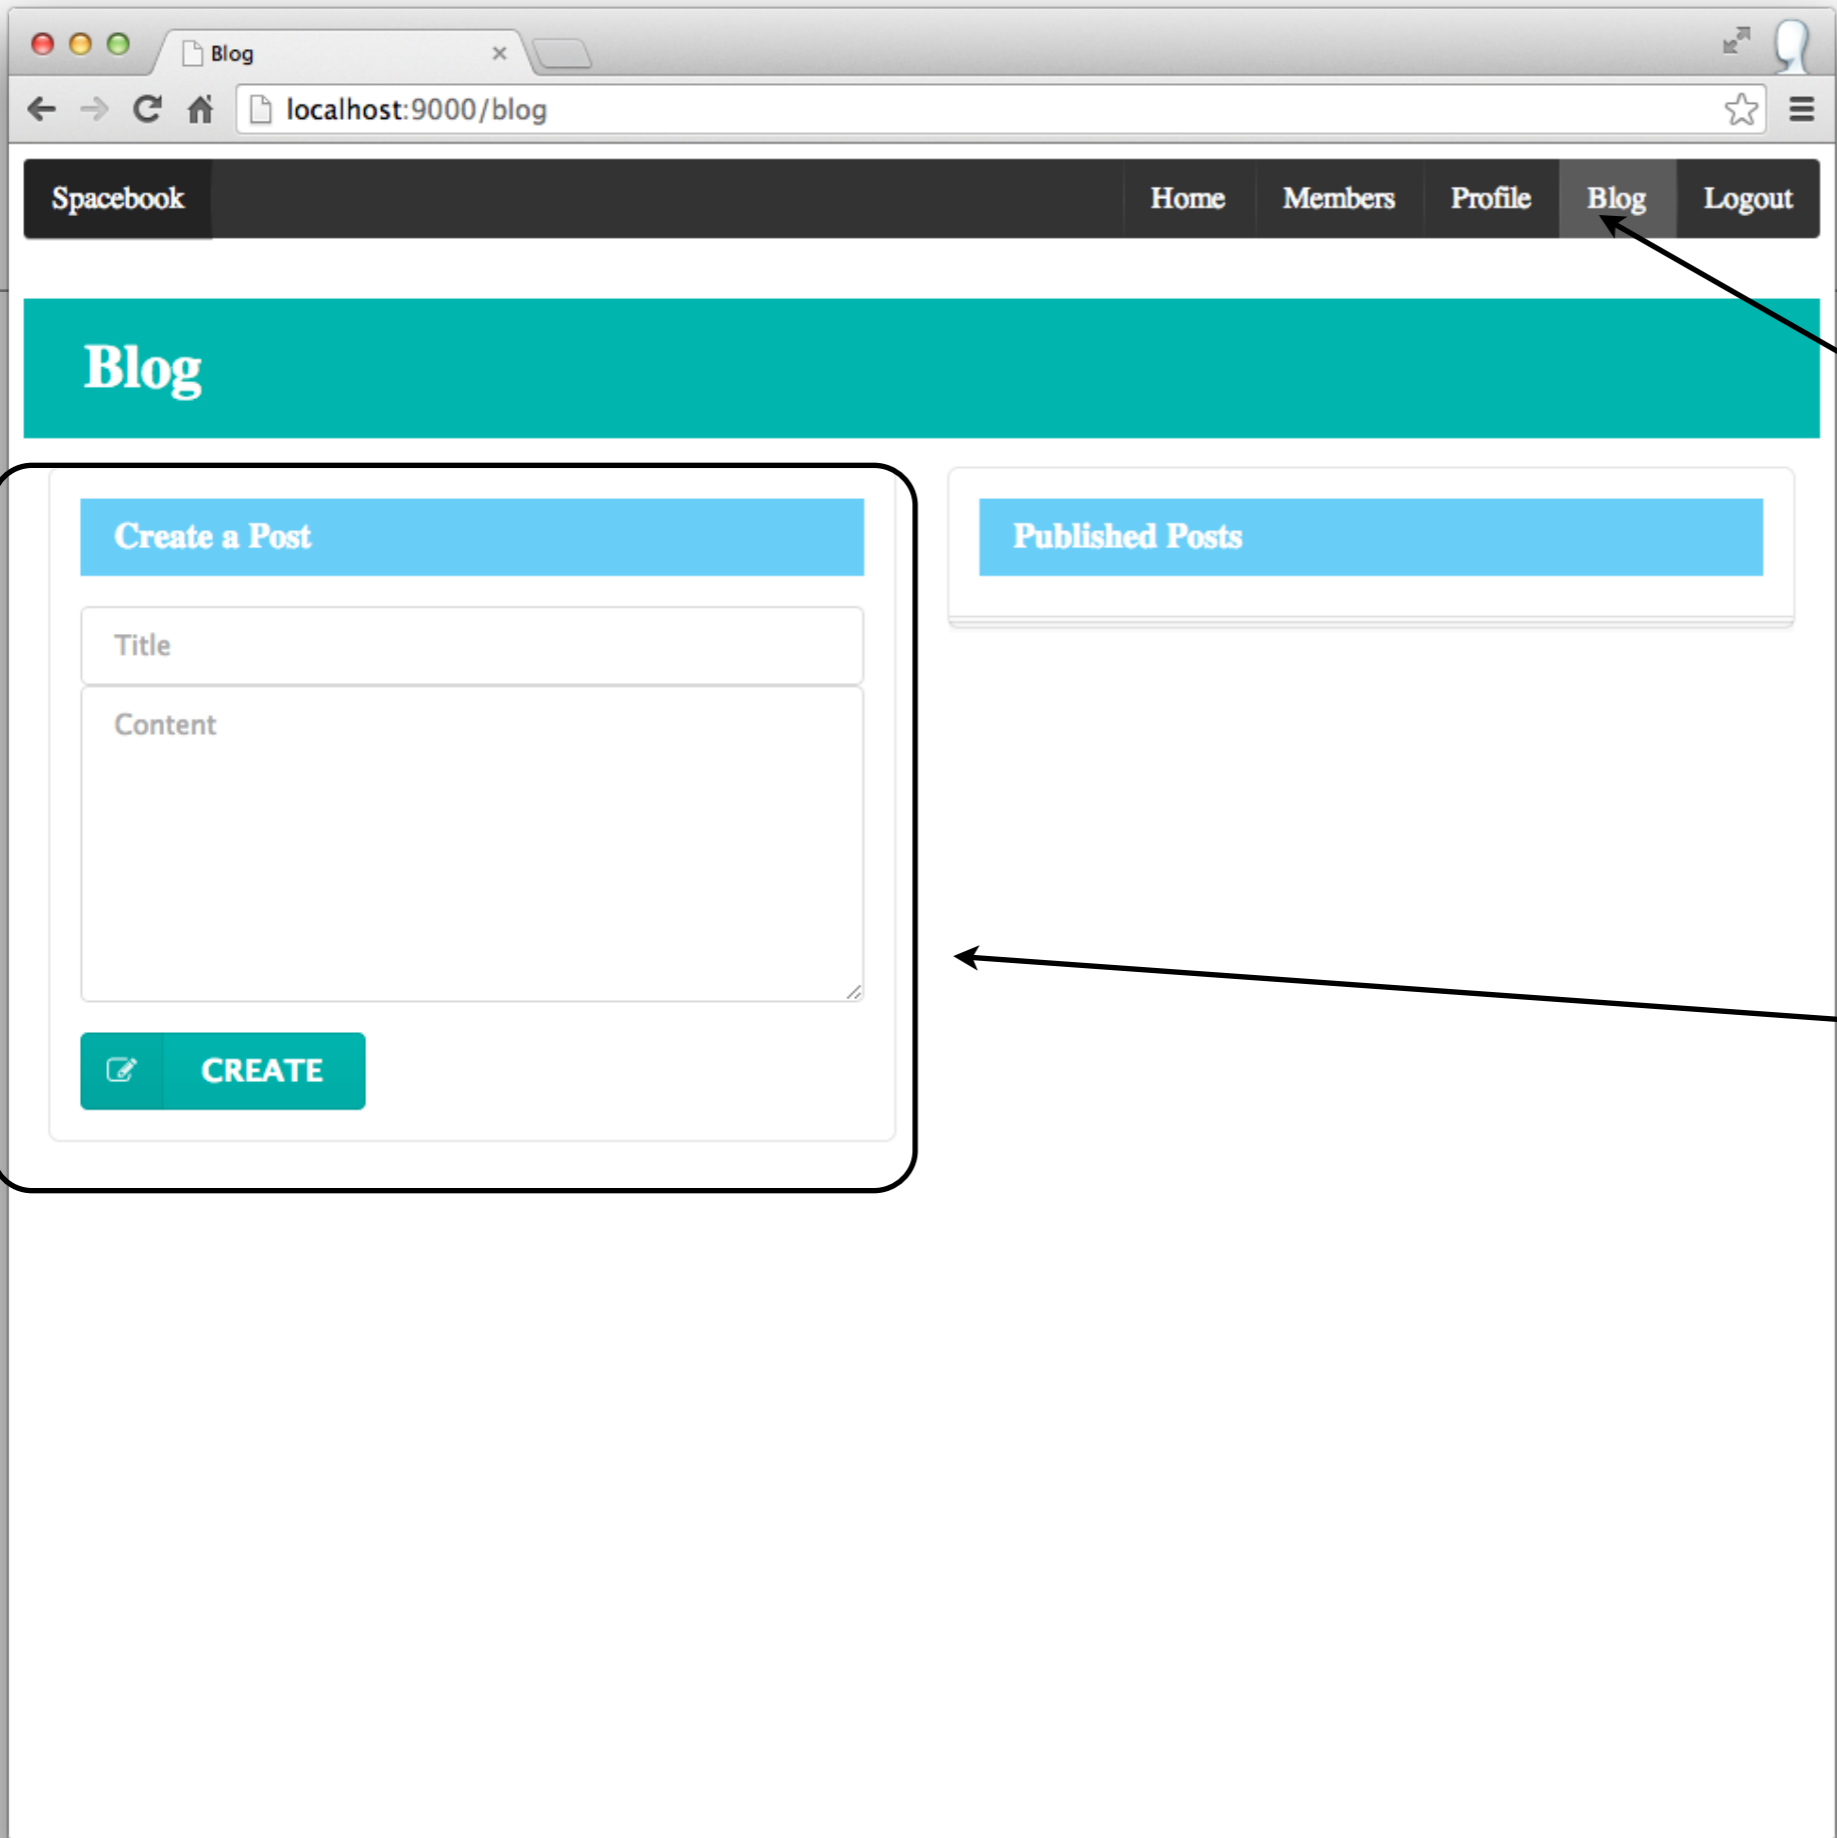 Blog
localhost:9000/blog
Spacebook Home Members Profile Blog Logout
Blog
Create a Post
Title
Content
CREATE
Published Posts